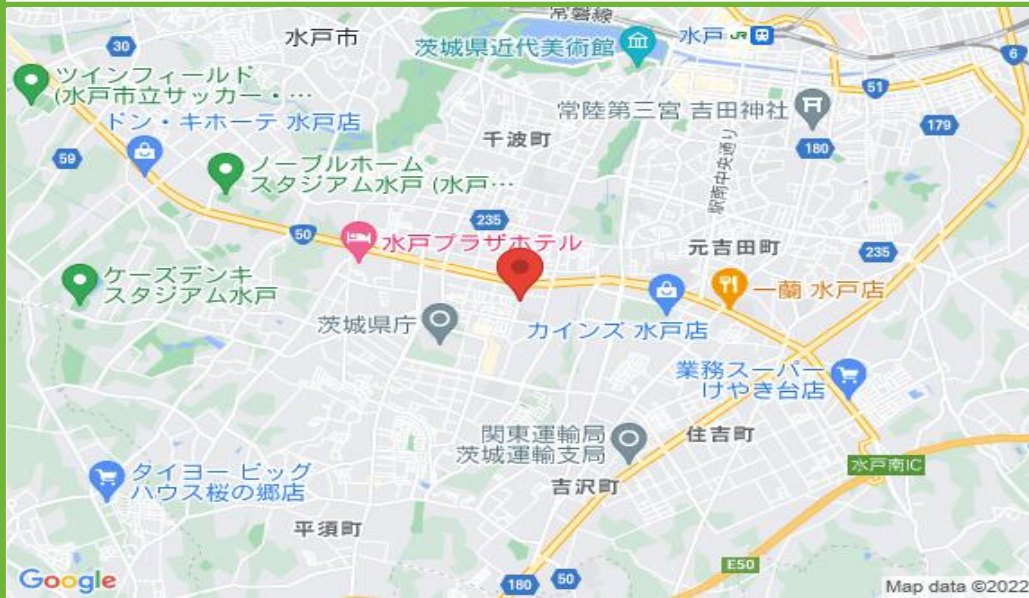 常磐線
30
水戸市
茨城県近代美術館
水戸 JR
6
ツインフィールド
(水戸市立サッカー・…
51
ドン・キホーテ 水戸店
常陸第三宮 吉田神社
179
59
千波町
180
ノーブルホーム
スタジアム水戸 (水戸…
駅南中央通り
235
50
水戸プラザホテル
元吉田町
235
ケーズデンキ
スタジアム水戸
一蘭 水戸店
茨城県庁
カインズ 水戸店
業務スーパー
けやき台店
関東運輸局
茨城運輸支局
住吉町
水戸南IC
タイヨー ビッグ
ハウス桜の郷店
吉沢町
平須町
E50
Google
180
50
Map data ©2022